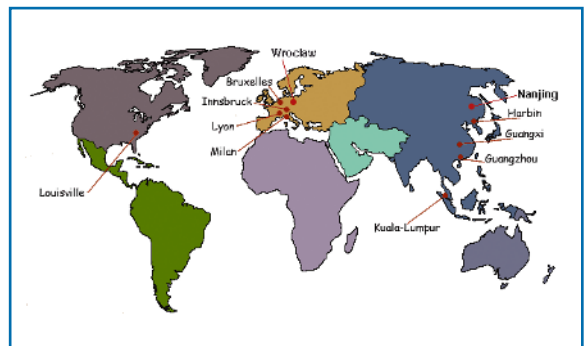 Wroclaw
Bruxelles
Innsbruck
Lyon
Milan
Louisville
Nanjing
Harbin
Guangxi
Guangzhou
Kuala-Lumpur